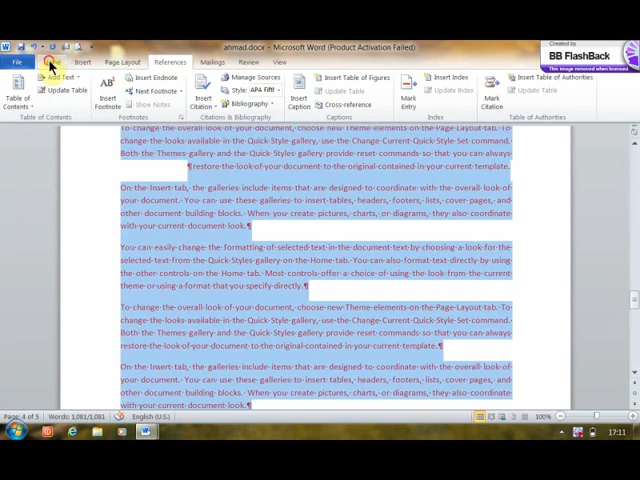 ahmad.docx - Microsoft Word (Product Activation Failed)
Created by
BB FlashBack
This image removed when licensed
File Insert Page Layout References Mailings Review View
Table of Contents
Add Text
Update Table
Table of Contents
AB¹
Insert Footnote
Insert Endnote
Next Footnote
Show Notes
Footnotes
Insert Citation
Manage Sources
Style: APA Fifth
Bibliography
Citations & Bibliography
Insert Caption
Insert Table of Figures
Update Table
Cross-reference
Captions
Mark Entry
Insert Index
Update Index
Index
Mark Citation
Insert Table of Authorities
Update Table
Table of Authorities
To·change·the·overall·look·of·your·document,·choose·new·Theme·elements·on·the·Page·Layout·tab.·To·
change·the·looks·available·in·the·Quick·Style·gallery,·use·the·Change·Current·Quick·Style·Set·command.·
Both·the·Themes·gallery·and·the·Quick·Styles·gallery·provide·reset·commands·so·that·you·can·always·
¶restore·the·look·of·your·document·to·the·original·contained·in·your·current·template.
On·the·Insert·tab,·the·galleries·include·items·that·are·designed·to·coordinate·with·the·overall·look·of·
your·document.·You·can·use·these·galleries·to·insert·tables,·headers,·footers,·lists,·cover·pages,·and·
other·document·building·blocks.·When·you·create·pictures,·charts,·or·diagrams,·they·also·coordinate·
with·your·current·document·look.¶
You·can·easily·change·the·formatting·of·selected·text·in·the·document·text·by·choosing·a·look·for·the·
selected·text·from·the·Quick·Styles·gallery·on·the·Home·tab.·You·can·also·format·text·directly·by·using·
the·other·controls·on·the·Home·tab.·Most·controls·offer·a·choice·of·using·the·look·from·the·current·
theme·or·using·a·format·that·you·specify·directly.¶
To·change·the·overall·look·of·your·document,·choose·new·Theme·elements·on·the·Page·Layout·tab.·To·
change·the·looks·available·in·the·Quick·Style·gallery,·use·the·Change·Current·Quick·Style·Set·command.·
Both·the·Themes·gallery·and·the·Quick·Styles·gallery·provide·reset·commands·so·that·you·can·always·
restore·the·look·of·your·document·to·the·original·contained·in·your·current·template.¶
On·the·Insert·tab,·the·galleries·include·items·that·are·designed·to·coordinate·with·the·overall·look·of·
your·document.·You·can·use·these·galleries·to·insert·tables,·headers,·footers,·lists,·cover·pages,·and·
other·document·building·blocks.·When·you·create·pictures,·charts,·or·diagrams,·they·also·coordinate·
with·your·current·document·look.¶
Page: 4 of 5 Words: 1,081/1,081 English (U.S.) 100%
17:11